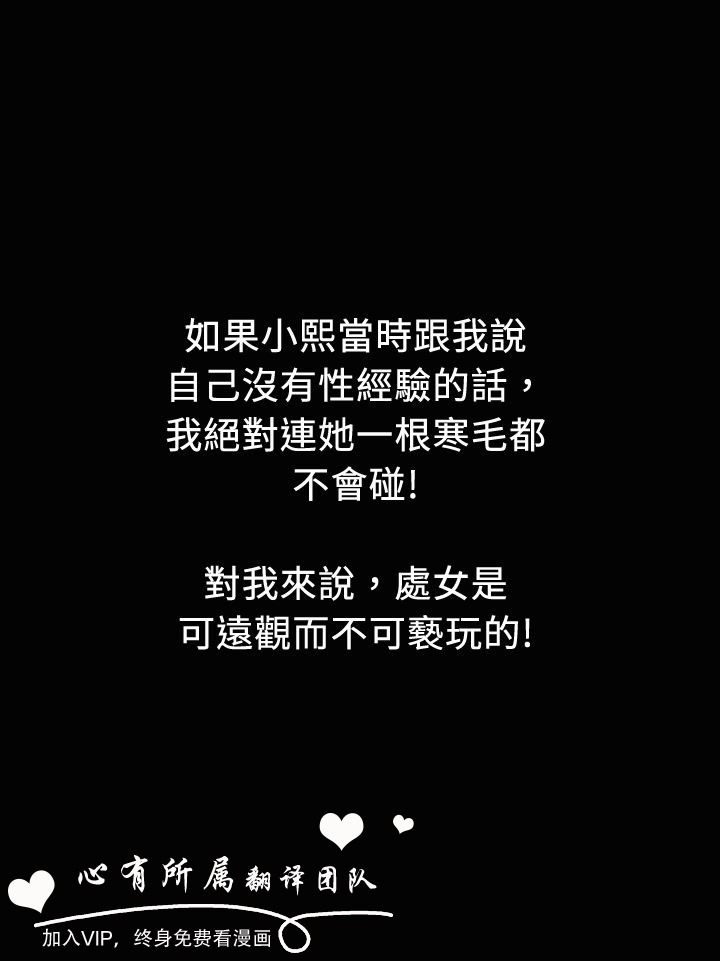 如果小熙當時跟我說
自己沒有性經驗的話，
我絕對連她一根寒毛都
不會碰!
對我來說，處女是
可遠觀而不可褻玩的!
心有所属翻译团队
加入VIP，终身免费看漫画